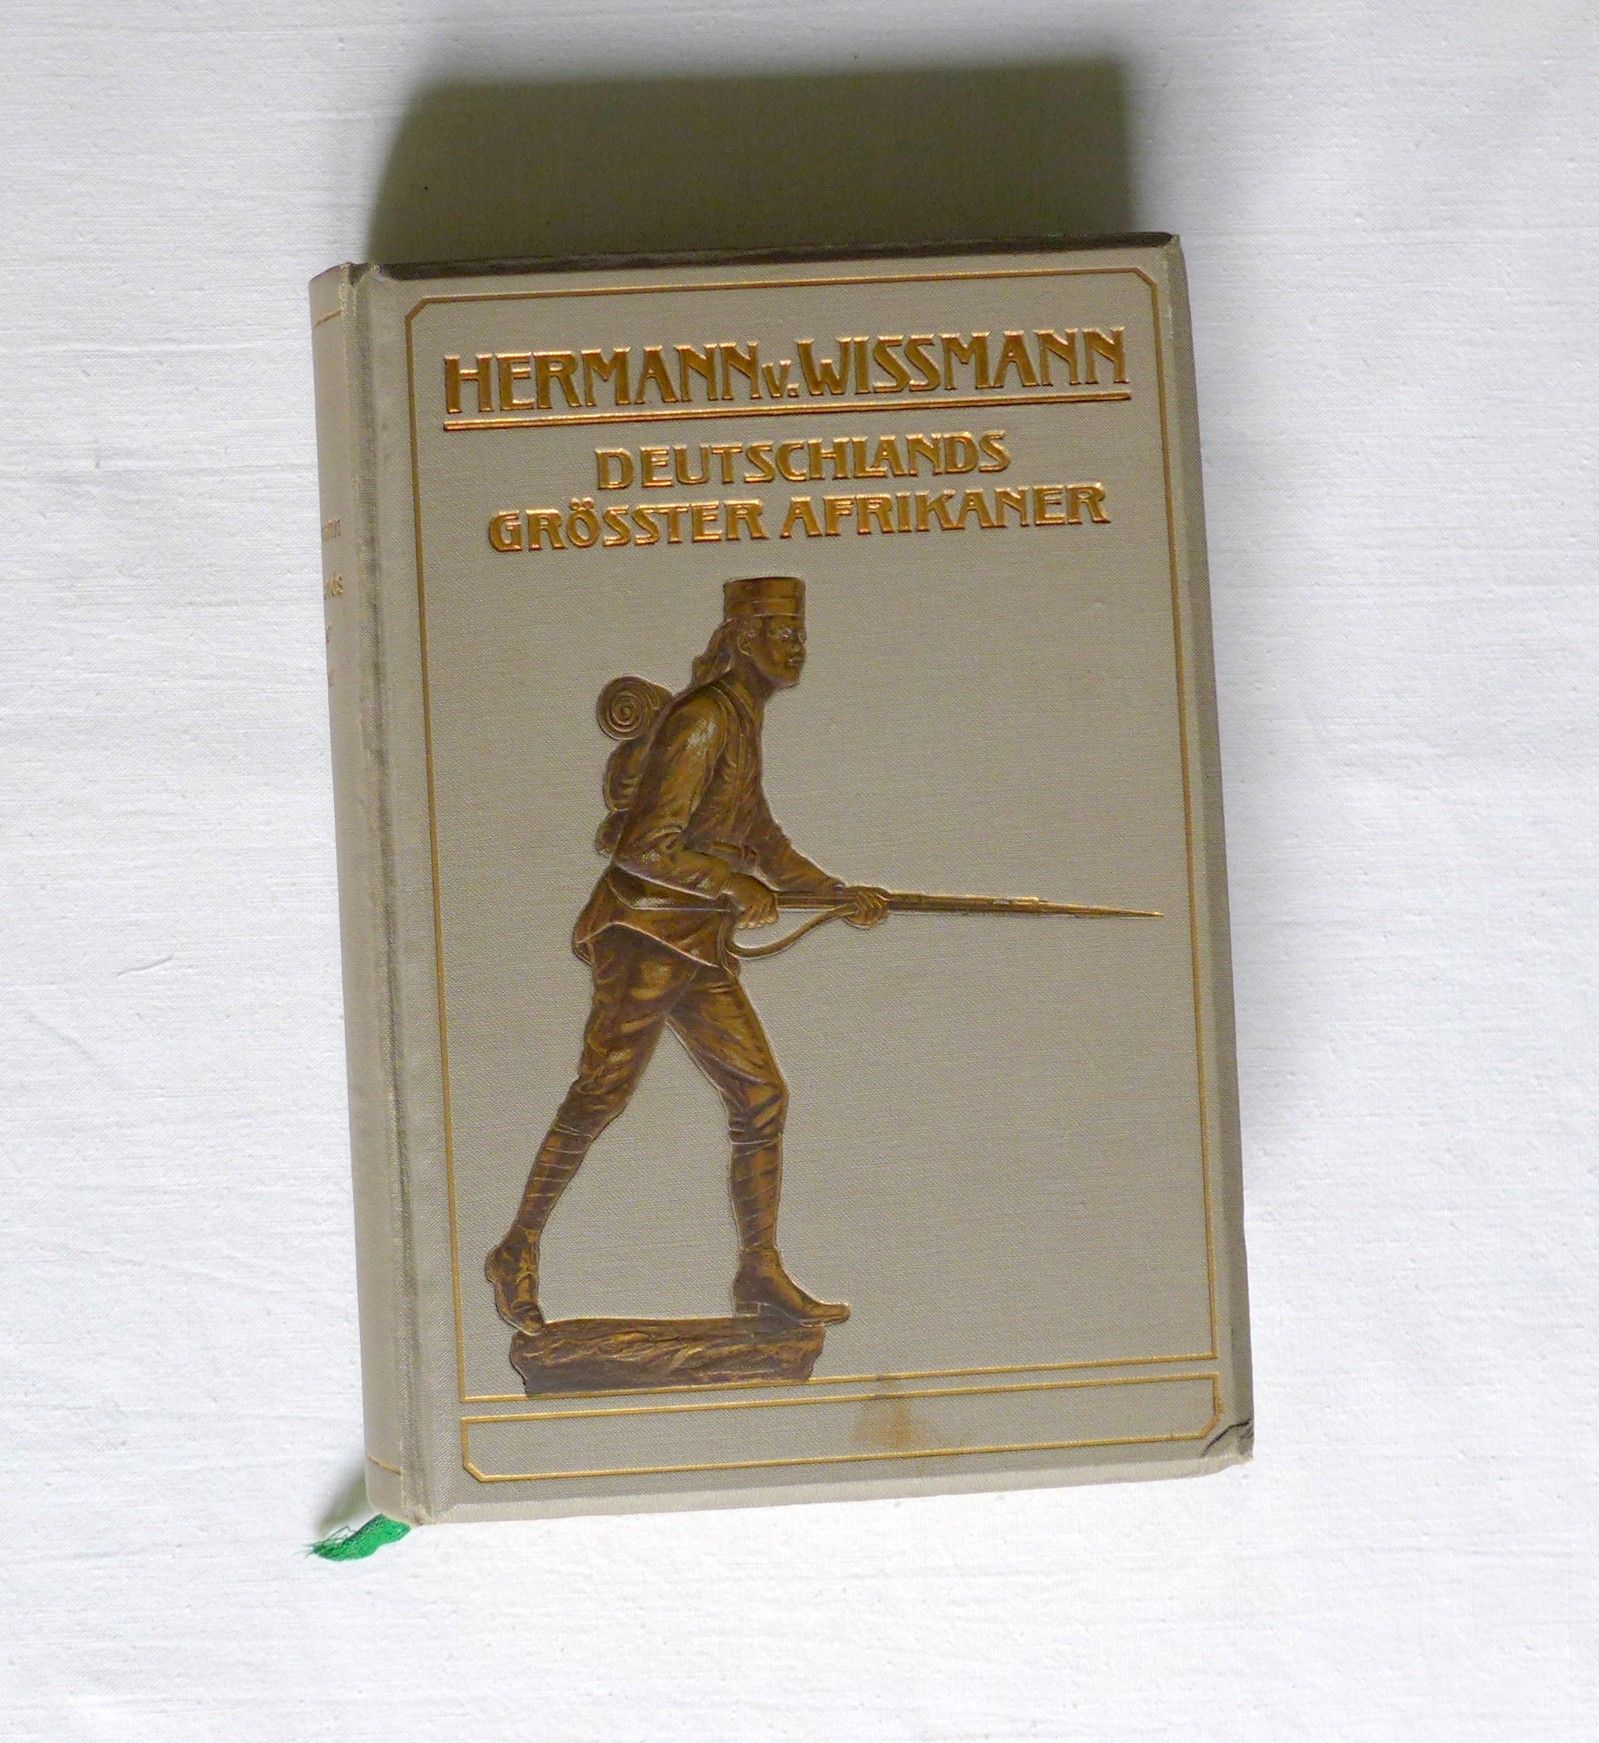 HERMANN v. WISSMANN
DEUTSCHLANDS
GRÖSSTER AFRIKANER